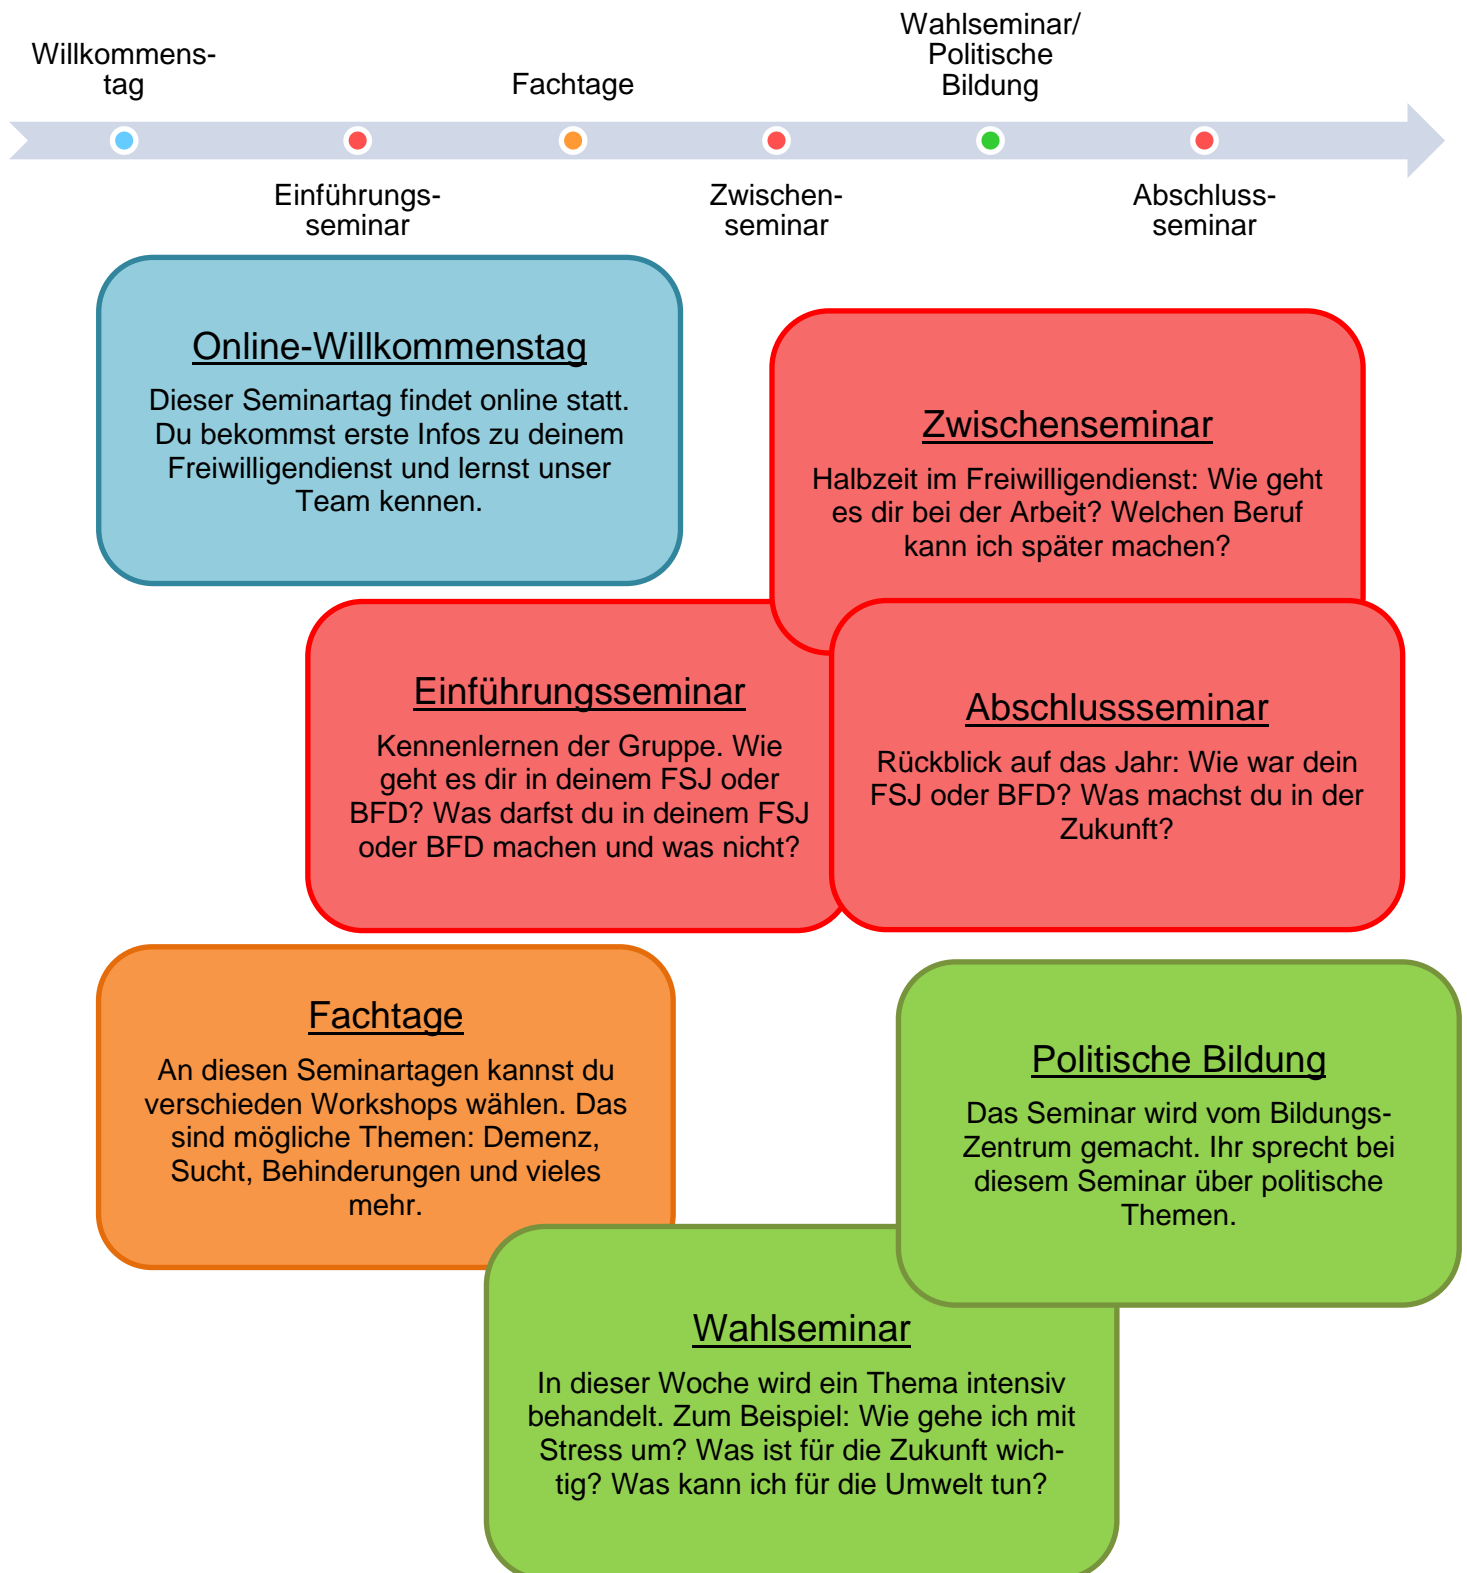 Willkommens-
tag
Fachtage
Wahlseminar/
Politische
Bildung
Einführungs-
seminar
Zwischen-
seminar
Abschluss-
seminar
Online-Willkommenstag
Dieser Seminartag findet online statt.
Du bekommst erste Infos zu deinem
Freiwilligendienst und lernst unser
Team kennen.
Zwischenseminar
Halbzeit im Freiwilligendienst: Wie geht
es dir bei der Arbeit? Welchen Beruf
kann ich später machen?
Einführungsseminar
Kennenlernen der Gruppe. Wie
geht es dir in deinem FSJ oder
BFD? Was darfst du in deinem FSJ
oder BFD machen und was nicht?
Abschlussseminar
Rückblick auf das Jahr: Wie war dein
FSJ oder BFD? Was machst du in der
Zukunft?
Fachtage
An diesen Seminartagen kannst du
verschieden Workshops wählen. Das
sind mögliche Themen: Demenz,
Sucht, Behinderungen und vieles
mehr.
Politische Bildung
Das Seminar wird vom Bildungs-
Zentrum gemacht. Ihr sprecht bei
diesem Seminar über politische
Themen.
Wahlseminar
In dieser Woche wird ein Thema intensiv
behandelt. Zum Beispiel: Wie gehe ich mit
Stress um? Was ist für die Zukunft wich-
tig? Was kann ich für die Umwelt tun?